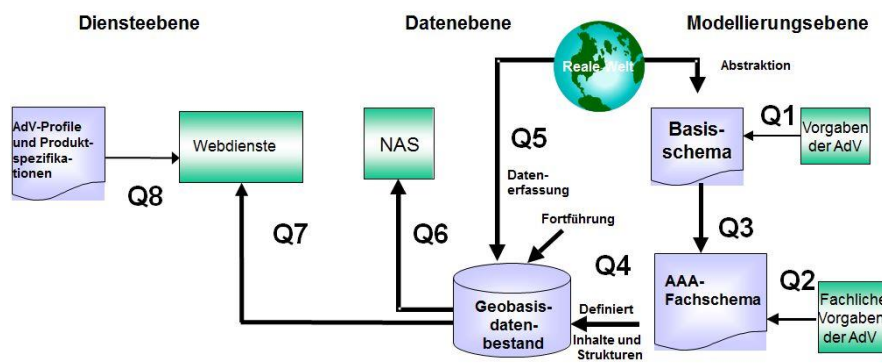 Diensteebene
Datenebene
Modellierungsebene
Reale Welt
Abstraktion
AdV-Profile
und Produkt-
spezifika-
tionen
Q8
Webdienste
NAS
Q5
Daten-
erfassung
Basis-
schema
Q1
Vorgaben
der AdV
Fortführung
Q7
Q6
Q3
Q4
Geobasis-
daten-
bestand
Definiert
Inhalte und
Strukturen
AAA-
Fachschema
Q2
Fachliche
Vorgaben
der AdV